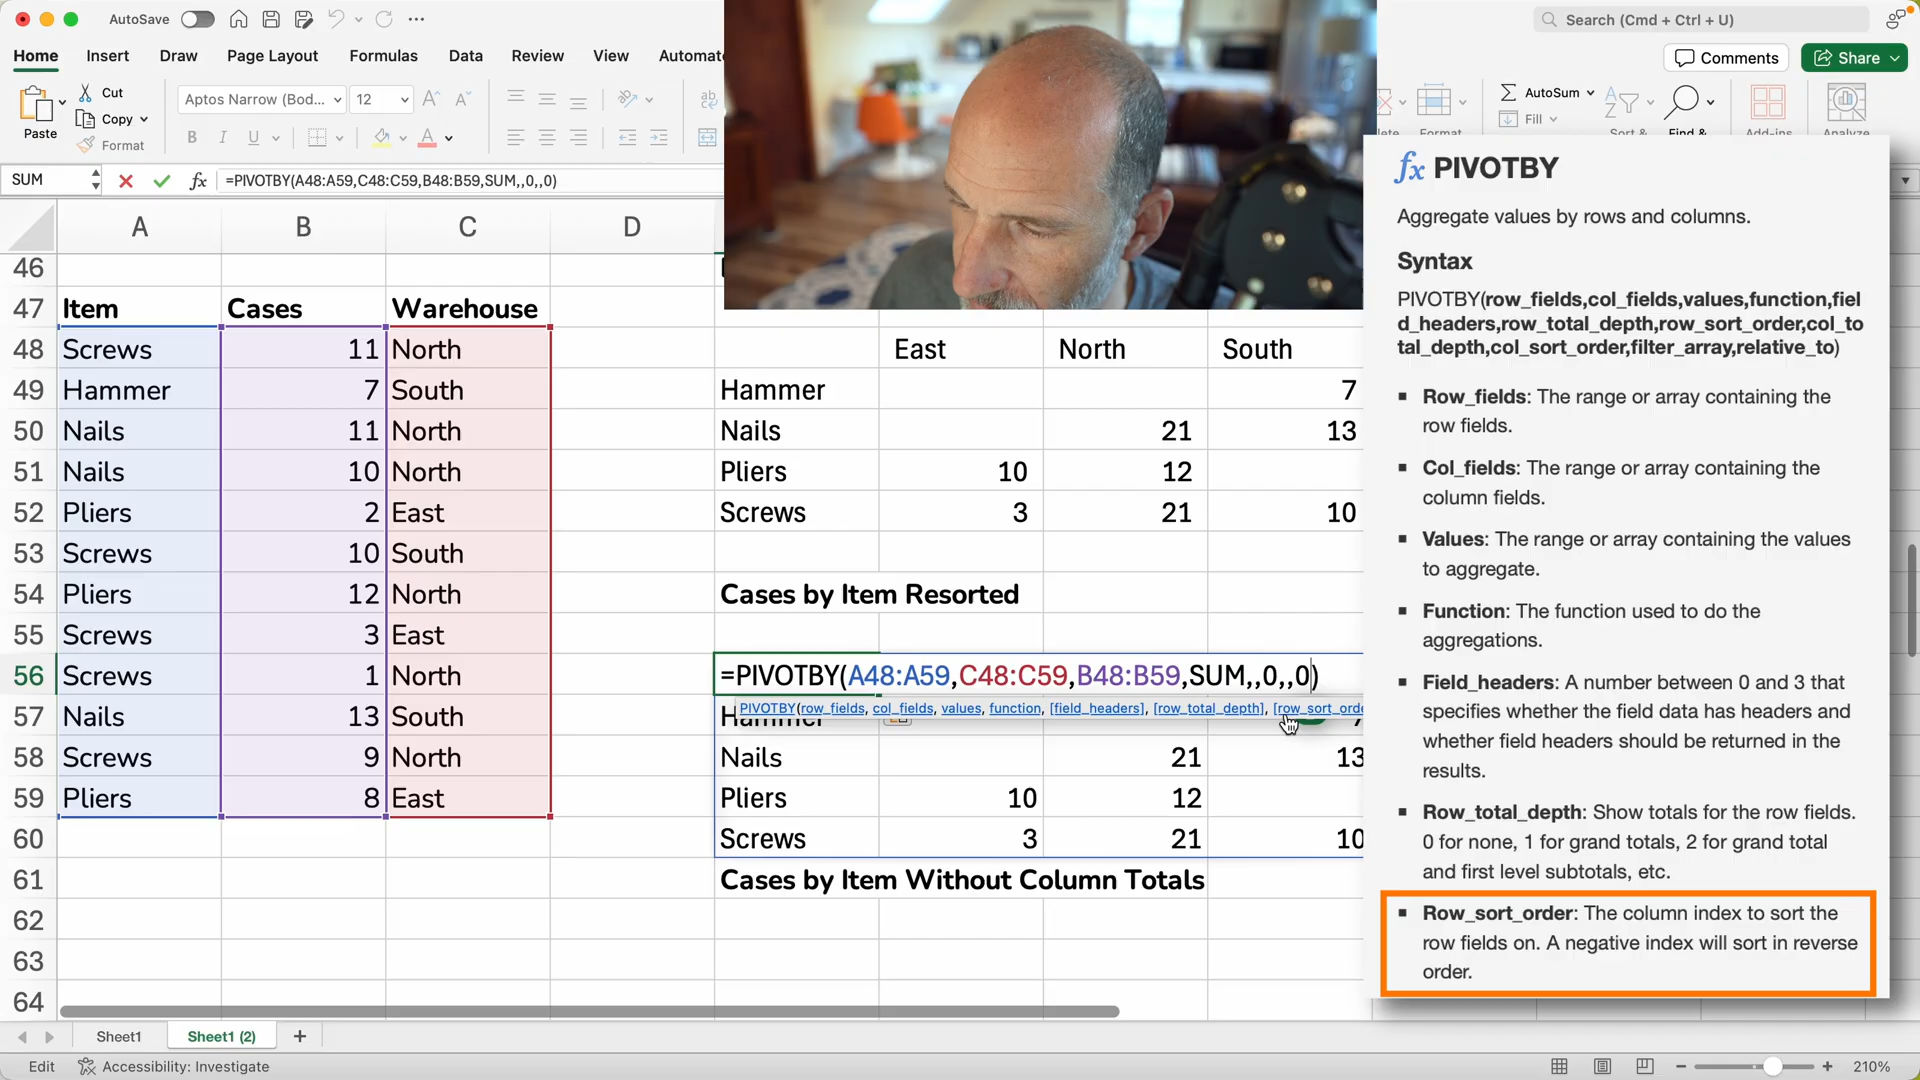 AutoSave
Search (Cmd + Ctrl + U)
Home Insert Draw Page Layout Formulas Data Review View Automate
Comments Share
Paste Cut Copy Format
Aptos Narrow (Bod... 12
B I U A A A
AutoSum
Fill
Sort & Find & Add-ins Analyze
Format
SUM fx =PIVOTBY(A48:A59,C48:C59,B48:B59,SUM,,0,,0)
A B C D
46
47 Item Cases Warehouse
48 Screws 11 North East North South
49 Hammer 7 South Hammer 7
50 Nails 11 North Nails 21 13
51 Nails 10 North Pliers 10 12
52 Pliers 2 East Screws 3 21 10
53 Screws 10 South
54 Pliers 12 North Cases by Item Resorted
55 Screws 3 East
56 Screws 1 North =PIVOTBY(A48:A59,C48:C59,B48:B59,SUM,,0,,0)
PIVOTBY(row_fields, col_fields, values, function, [field_headers], [row_total_depth], [row_sort_orde
57 Nails 13 South Hammer 7
58 Screws 9 North Nails 21 13
59 Pliers 8 East Pliers 10 12
60 Screws 3 21 10
61 Cases by Item Without Column Totals
62
63
64
fx PIVOTBY
Aggregate values by rows and columns.
Syntax
PIVOTBY(row_fields,col_fields,values,function,fiel
d_headers,row_total_depth,row_sort_order,col_to
tal_depth,col_sort_order,filter_array,relative_to)
▪ Row_fields: The range or array containing the
row fields.
▪ Col_fields: The range or array containing the
column fields.
▪ Values: The range or array containing the values
to aggregate.
▪ Function: The function used to do the
aggregations.
▪ Field_headers: A number between 0 and 3 that
specifies whether the field data has headers and
whether field headers should be returned in the
results.
▪ Row_total_depth: Show totals for the row fields.
0 for none, 1 for grand totals, 2 for grand total
and first level subtotals, etc.
▪ Row_sort_order: The column index to sort the
row fields on. A negative index will sort in reverse
order.
Sheet1 Sheet1 (2) +
Edit Accessibility: Investigate 210%